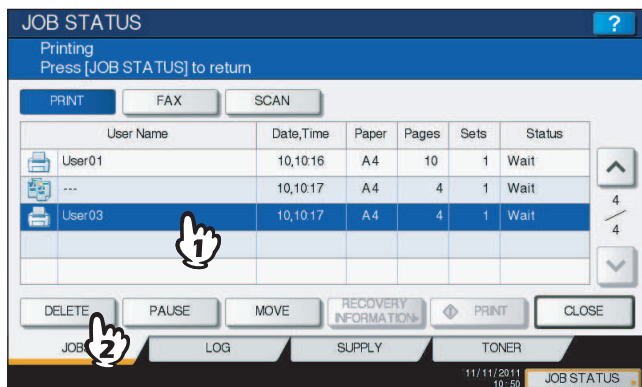 JOB STATUS ?
Printing
Press [JOB STATUS] to return
PRINT FAX SCAN
User Name Date,Time Paper Pages Sets Status
User01 10,10:16 A4 10 1 Wait
--- 10,10:17 A4 4 1 Wait
User03 10,10:17 A4 4 1 Wait
4
4
1
DELETE PAUSE MOVE RECOVERY INFORMATION PRINT CLOSE
2
JOBS LOG SUPPLY TONER
11/11/2011
10:50
JOB STATUS